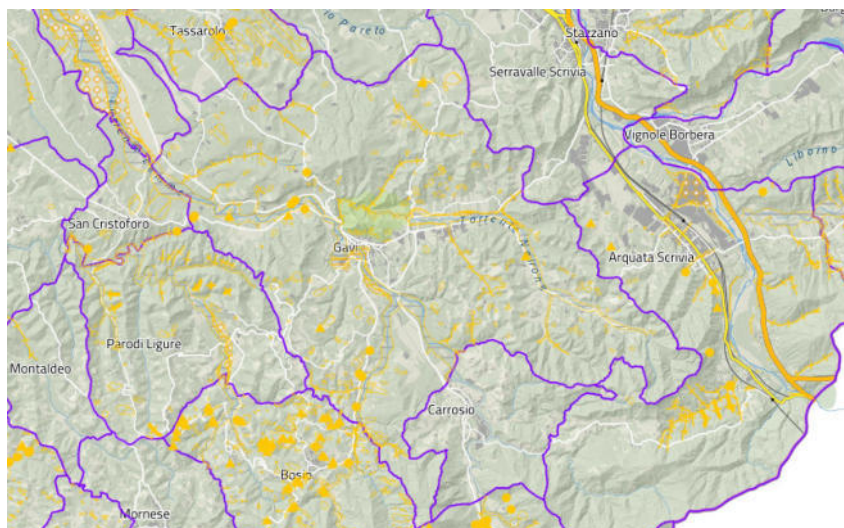 Tassarolo
Stazzano
Serravalle Scrivia
Vignole Borbera
Liborno
San Cristoforo
Torrente Neirone
Gavi
Arquata Scrivia
Parodi Ligure
Montaldeo
Carrosio
Bosio
Mornese